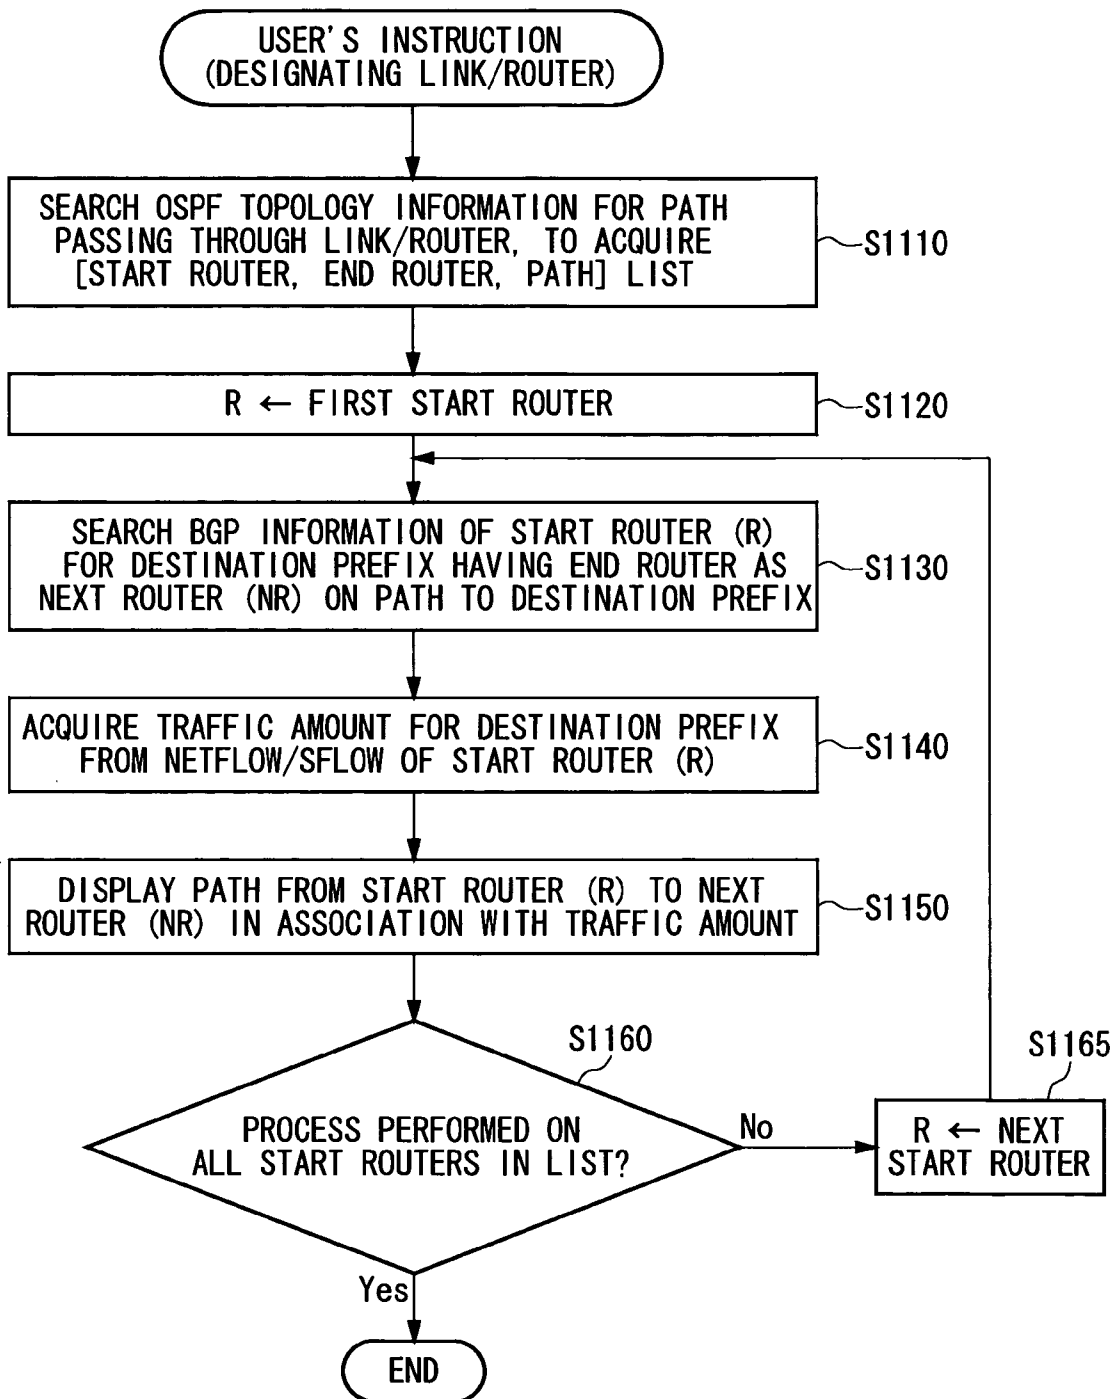 USER'S INSTRUCTION
(DESIGNATING LINK/ROUTER)
SEARCH OSPF TOPOLOGY INFORMATION FOR PATH
PASSING THROUGH LINK/ROUTER, TO ACQUIRE
[START ROUTER, END ROUTER, PATH] LIST
S1110
R ← FIRST START ROUTER
S1120
SEARCH BGP INFORMATION OF START ROUTER (R)
FOR DESTINATION PREFIX HAVING END ROUTER AS
NEXT ROUTER (NR) ON PATH TO DESTINATION PREFIX
S1130
ACQUIRE TRAFFIC AMOUNT FOR DESTINATION PREFIX
FROM NETFLOW/SFLOW OF START ROUTER (R)
S1140
DISPLAY PATH FROM START ROUTER (R) TO NEXT
ROUTER (NR) IN ASSOCIATION WITH TRAFFIC AMOUNT
S1150
S1160
PROCESS PERFORMED ON
ALL START ROUTERS IN LIST?
No
S1165
R ← NEXT
START ROUTER
Yes
END